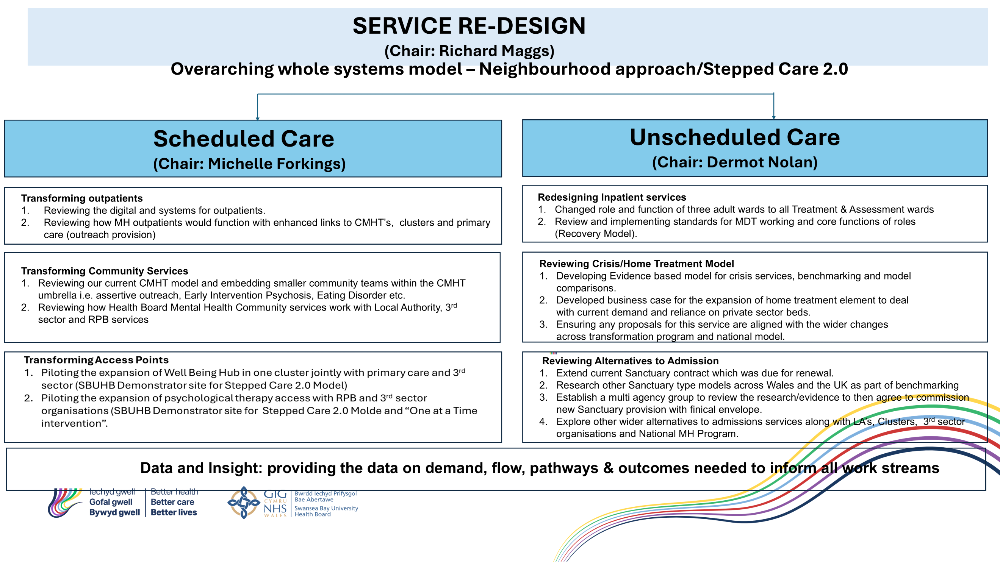 SERVICE RE-DESIGN
(Chair: Richard Maggs)
Overarching whole systems model – Neighbourhood approach/Stepped Care 2.0
Scheduled Care
(Chair: Michelle Forkings)
Transforming outpatients
1. Reviewing the digital and systems for outpatients.
2. Reviewing how MH outpatients would function with enhanced links to CMHT’s, clusters and primary
care (outreach provision)
Transforming Community Services
1. Reviewing our current CMHT model and embedding smaller community teams within the CMHT
umbrella i.e. assertive outreach, Early Intervention Psychosis, Eating Disorder etc.
2. Reviewing how Health Board Mental Health Community services work with Local Authority, 3rd
sector and RPB services
Transforming Access Points
1. Piloting the expansion of Well Being Hub in one cluster jointly with primary care and 3rd
sector (SBUHB Demonstrator site for Stepped Care 2.0 Model)
2. Piloting the expansion of psychological therapy access with RPB and 3rd sector
organisations (SBUHB Demonstrator site for Stepped Care 2.0 Molde and “One at a Time
intervention”.
Unscheduled Care
(Chair: Dermot Nolan)
Redesigning Inpatient services
1. Changed role and function of three adult wards to all Treatment & Assessment wards
2. Review and implementing standards for MDT working and core functions of roles
(Recovery Model).
Reviewing Crisis/Home Treatment Model
1. Developing Evidence based model for crisis services, benchmarking and model
comparisons.
2. Developed business case for the expansion of home treatment element to deal
with current demand and reliance on private sector beds.
3. Ensuring any proposals for this service are aligned with the wider changes
across transformation program and national model.
Reviewing Alternatives to Admission
1. Extend current Sanctuary contract which was due for renewal.
2. Research other Sanctuary type models across Wales and the UK as part of benchmarking
3. Establish a multi agency group to review the research/evidence to then agree to commission
new Sanctuary provision with finical envelope.
4. Explore other wider alternatives to admissions services along with LA’s, Clusters, 3rd sector
organisations and National MH Program.
Data and Insight: providing the data on demand, flow, pathways & outcomes needed to inform all work streams
Iechyd gwell
Gofal gwell
Bywyd gwell
Better health
Better care
Better lives
GIG
CYMRU
NHS
WALES
Bwrdd Iechyd Prifysgol
Bae Abertawe
Swansea Bay University
Health Board